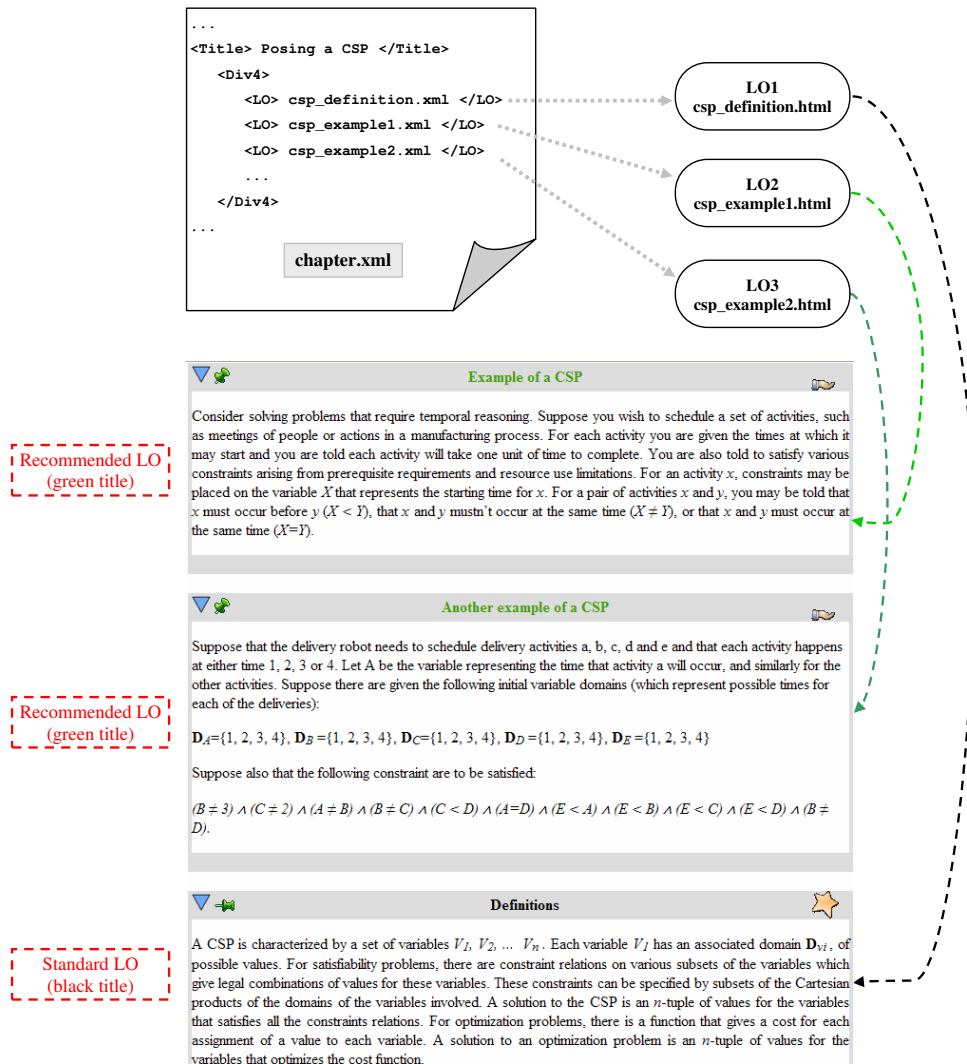 ...
<Title> Posing a CSP </Title>
<Div4>
<LO> csp_definition.xml </LO>
<LO> csp_example1.xml </LO>
<LO> csp_example2.xml </LO>
...
</Div4>
...
chapter.xml
LO1
csp_definition.html
LO2
csp_example1.html
LO3
csp_example2.html
Recommended LO
(green title)
Example of a CSP
Consider solving problems that require temporal reasoning. Suppose you wish to schedule a set of activities, such
as meetings of people or actions in a manufacturing process. For each activity you are given the times at which it
may start and you are told each activity will take one unit of time to complete. You are also told to satisfy various
constraints arising from prerequisite requirements and resource use limitations. For an activity x, constraints may be
placed on the variable X that represents the starting time for x. For a pair of activities x and y, you may be told that
x must occur before y (X < Y), that x and y mustn't occur at the same time (X ≠ Y), or that x and y must occur at
the same time (X=Y).
Recommended LO
(green title)
Another example of a CSP
Suppose that the delivery robot needs to schedule delivery activities a, b, c, d and e and that each activity happens
at either time 1, 2, 3 or 4. Let A be the variable representing the time that activity a will occur, and similarly for the
other activities. Suppose there are given the following initial variable domains (which represent possible times for
each of the deliveries):
D_A={1, 2, 3, 4}, D_B ={1, 2, 3, 4}, D_C={1, 2, 3, 4}, D_D ={1, 2, 3, 4}, D_E ={1, 2, 3, 4}
Suppose also that the following constraint are to be satisfied:
(B ≠ 3) ∧ (C ≠ 2) ∧ (A ≠ B) ∧ (B ≠ C) ∧ (C < D) ∧ (A=D) ∧ (E < A) ∧ (E < B) ∧ (E < C) ∧ (E < D) ∧ (B ≠
D).
Standard LO
(black title)
Definitions
A CSP is characterized by a set of variables V1, V2, ... Vn. Each variable V1 has an associated domain D_vi, of
possible values. For satisfiability problems, there are constraint relations on various subsets of the variables which
give legal combinations of values for these variables. These constraints can be specified by subsets of the Cartesian
products of the domains of the variables involved. A solution to the CSP is an n-tuple of values for the variables
that satisfies all the constraints relations. For optimization problems, there is a function that gives a cost for each
assignment of a value to each variable. A solution to an optimization problem is an n-tuple of values for the
variables that optimizes the cost function.